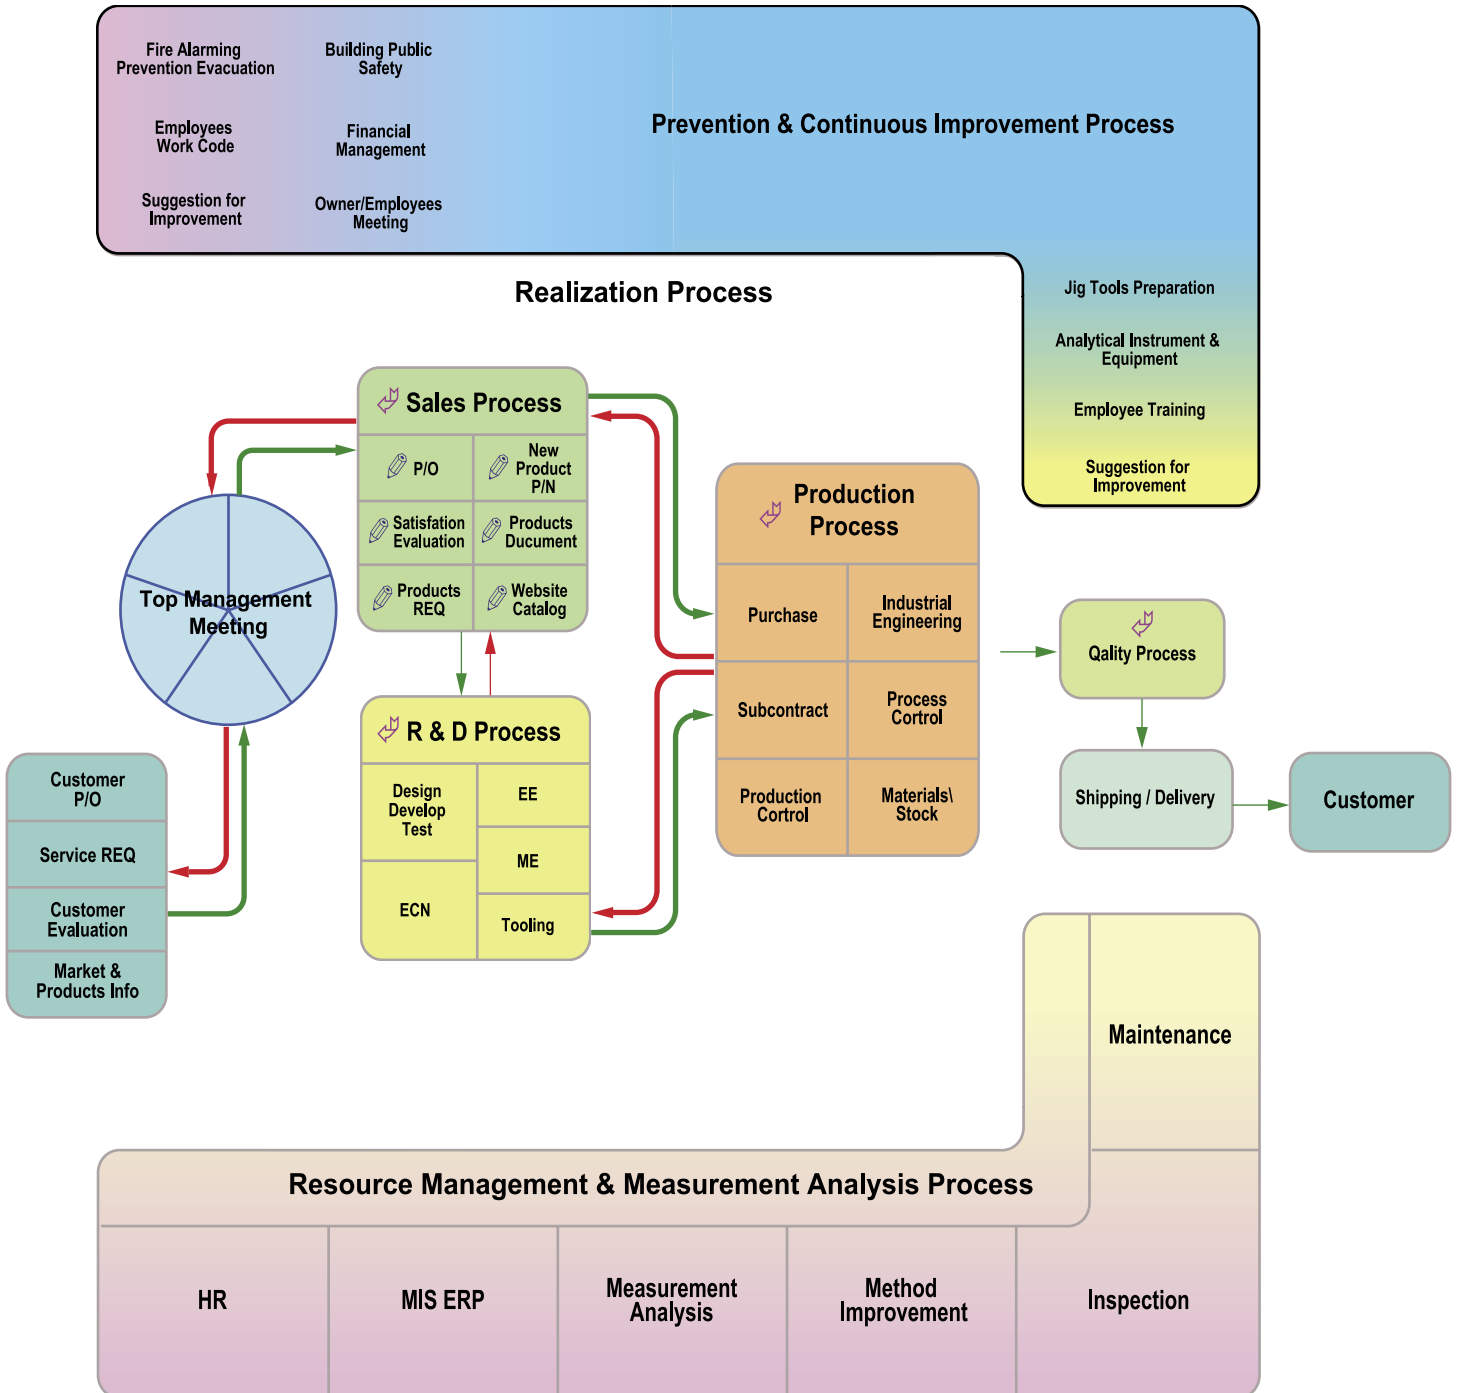 Fire Alarming
Prevention Evacuation
Building Public
Safety
Employees
Work Code
Financial
Management
Suggestion for
Improvement
Owner/Employees
Meeting
Prevention & Continuous Improvement Process
Jig Tools Preparation
Analytical Instrument &
Equipment
Employee Training
Suggestion for
Improvement
Realization Process
Sales Process
P/O
New
Product
P/N
Satisfation
Evaluation
Products
Ducument
Products
REQ
Website
Catalog
Top Management
Meeting
Customer
P/O
Service REQ
Customer
Evaluation
Market &
Products Info
R & D Process
Design
Develop
Test
EE
ME
ECN
Tooling
Production
Process
Purchase
Industrial
Engineering
Subcontract
Process
Cortrol
Production
Cortrol
Materials\
Stock
Qality Process
Shipping / Delivery
Customer
Maintenance
Resource Management & Measurement Analysis Process
HR
MIS ERP
Measurement
Analysis
Method
Improvement
Inspection